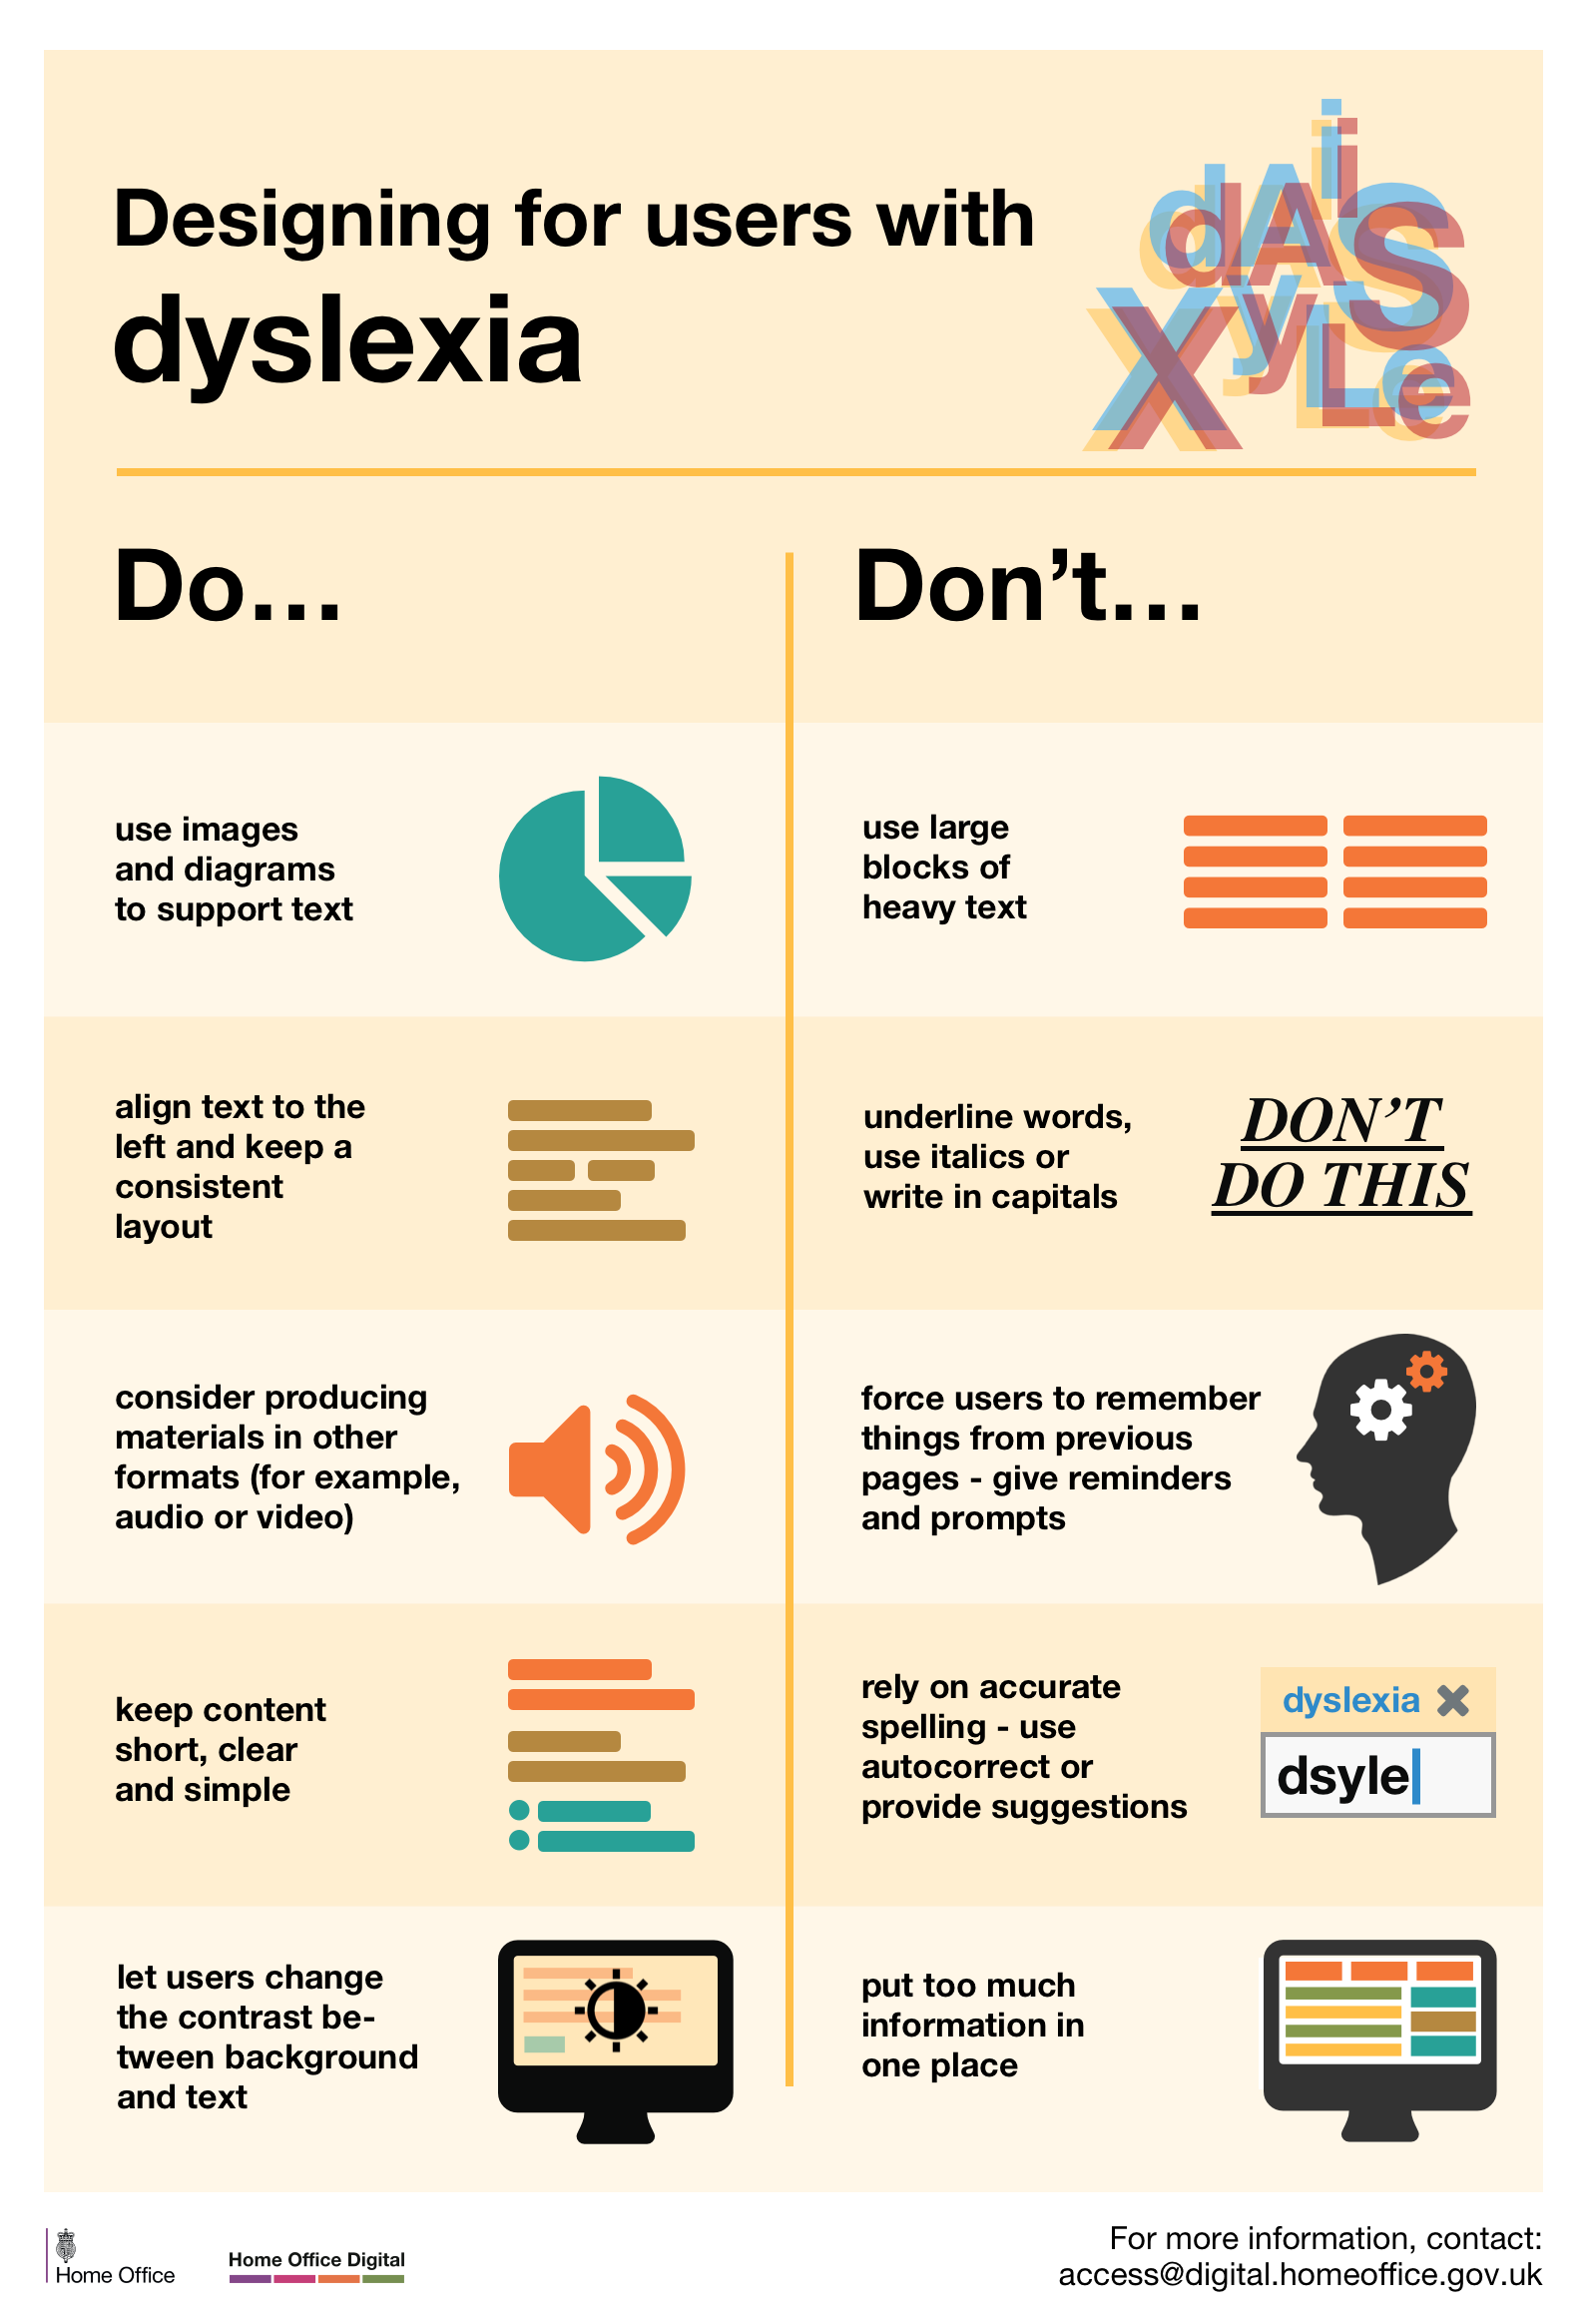 Designing for users with
dyslexia
d A i S
X y L e
Do...
Don't...
use images
and diagrams
to support text
use large
blocks of
heavy text
align text to the
left and keep a
consistent
layout
underline words,
use italics or
write in capitals
DON'T
DO THIS
consider producing
materials in other
formats (for example,
audio or video)
force users to remember
things from previous
pages - give reminders
and prompts
keep content
short, clear
and simple
rely on accurate
spelling - use
autocorrect or
provide suggestions
dyslexia
dsyle
let users change
the contrast be-
tween background
and text
put too much
information in
one place
Home Office
Home Office Digital
For more information, contact:
access@digital.homeoffice.gov.uk